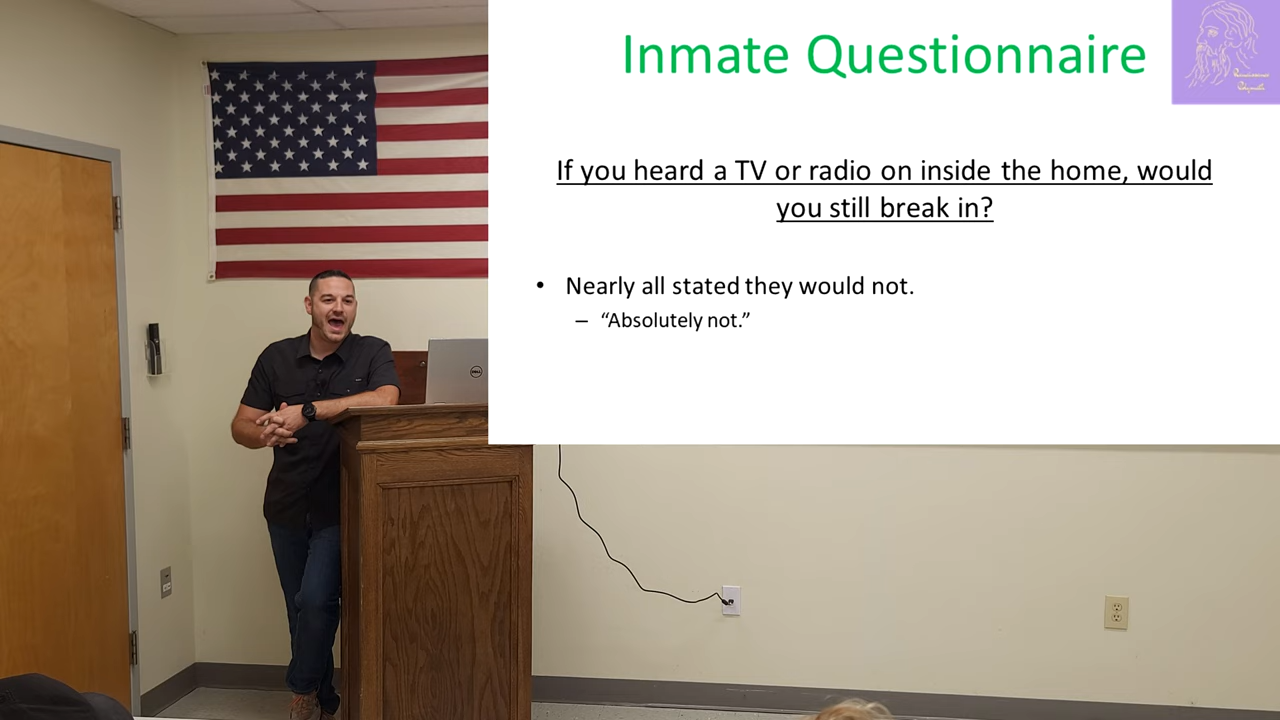 Inmate Questionnaire
If you heard a TV or radio on inside the home, would
you still break in?
• Nearly all stated they would not.
– “Absolutely not.”
DELL